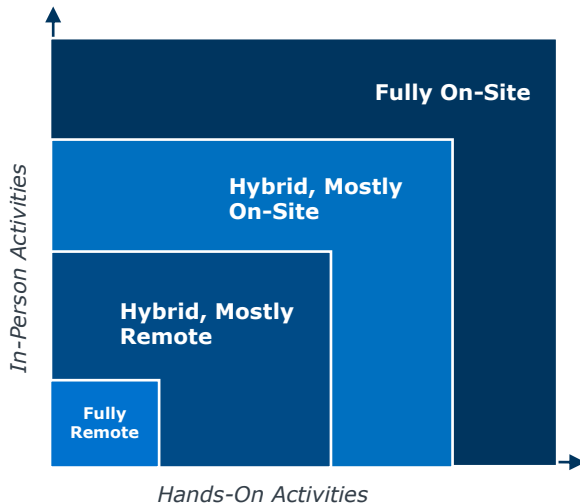 Fully On-Site
Hybrid, Mostly
On-Site
Hybrid, Mostly
Remote
Fully
Remote
In-Person Activities
Hands-On Activities